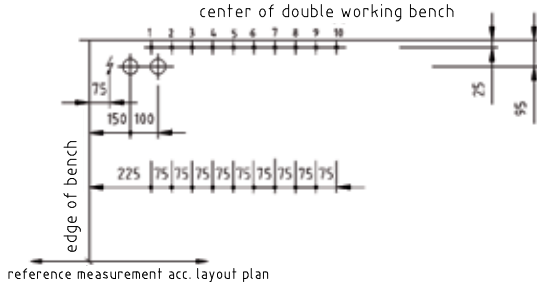 center of double working bench
1 2 3 4 5 6 7 8 9 10
75
25
95
150 100
225 75 75 75 75 75 75 75 75 75
edge of bench
reference measurement acc. layout plan